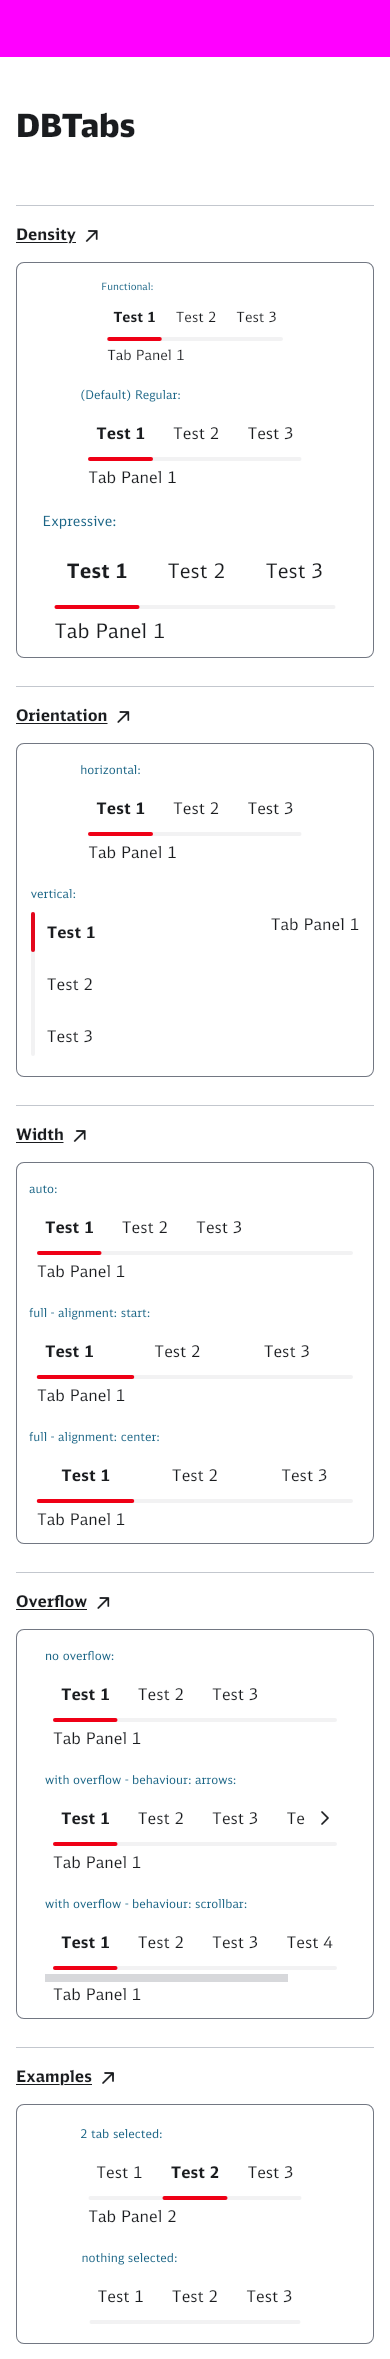 DBTabs
Density
Functional:
Test 1 Test 2 Test 3
Tab Panel 1
(Default) Regular:
Test 1 Test 2 Test 3
Tab Panel 1
Expressive:
Test 1 Test 2 Test 3
Tab Panel 1
Orientation
horizontal:
Test 1 Test 2 Test 3
Tab Panel 1
vertical:
Test 1 Tab Panel 1
Test 2
Test 3
Width
auto:
Test 1 Test 2 Test 3
Tab Panel 1
full - alignment: start:
Test 1 Test 2 Test 3
Tab Panel 1
full - alignment: center:
Test 1 Test 2 Test 3
Tab Panel 1
Overflow
no overflow:
Test 1 Test 2 Test 3
Tab Panel 1
with overflow - behaviour: arrows:
Test 1 Test 2 Test 3 Te
Tab Panel 1
with overflow - behaviour: scrollbar:
Test 1 Test 2 Test 3 Test 4
Tab Panel 1
Examples
2 tab selected:
Test 1 Test 2 Test 3
Tab Panel 2
nothing selected:
Test 1 Test 2 Test 3